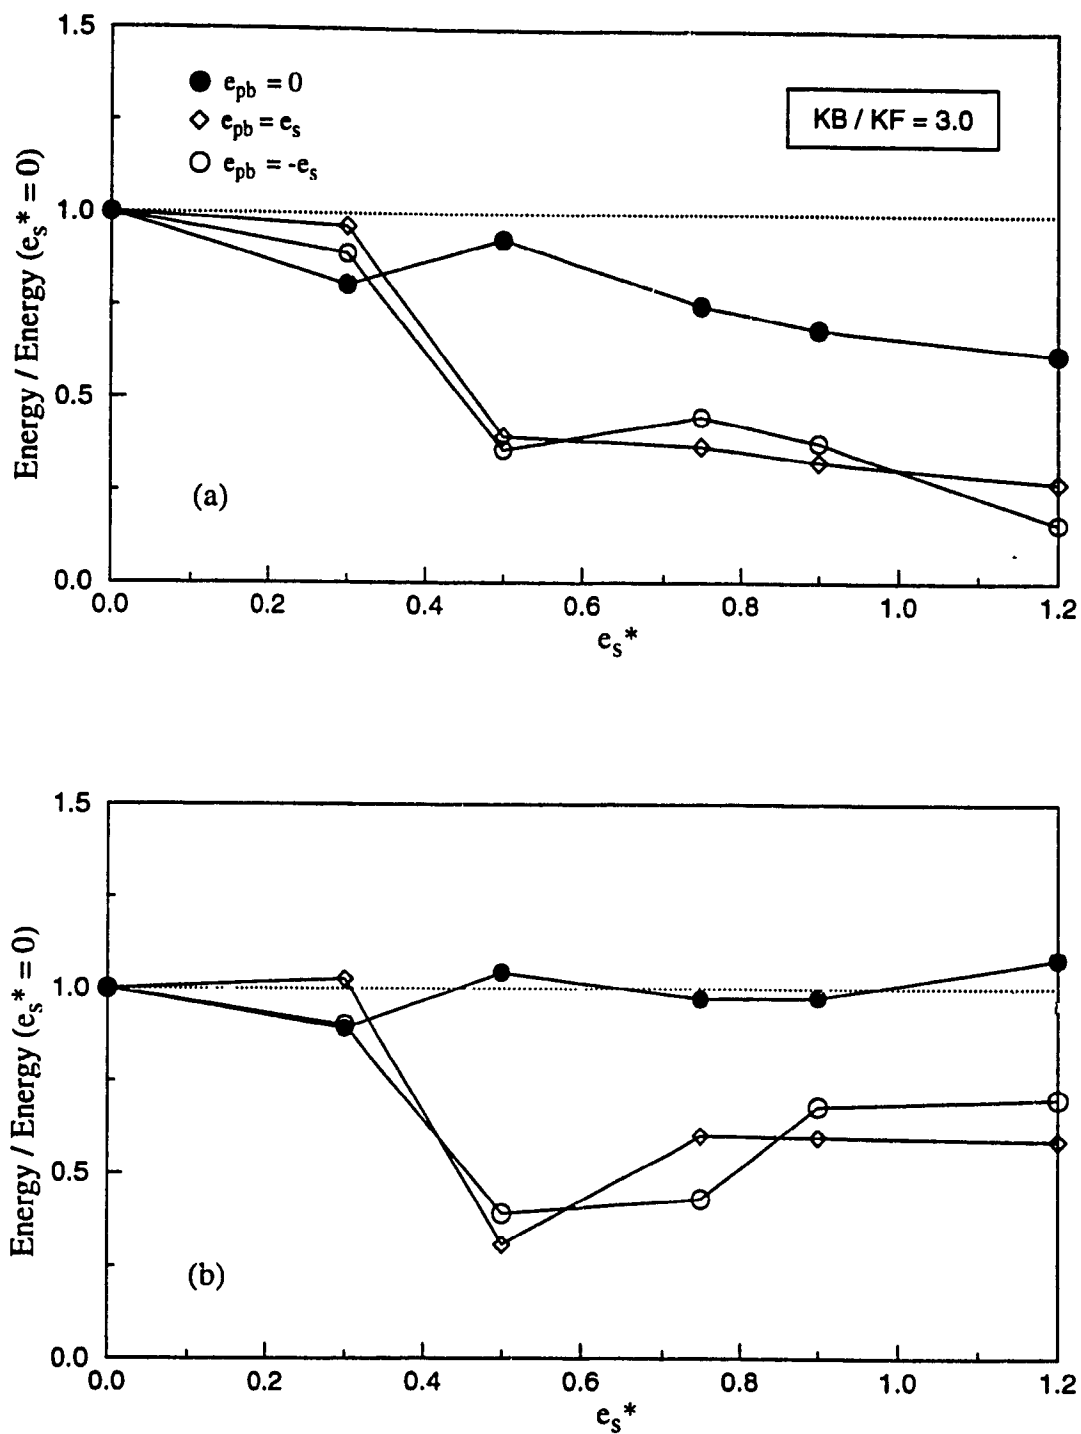 1.5
e_pb = 0
e_pb = e_s
e_pb = -e_s
KB / KF = 3.0
1.0
0.5
0.0
Energy / Energy (e_s* = 0)
(a)
0.0 0.2 0.4 0.6 0.8 1.0 1.2
e_s*
1.5
1.0
0.5
0.0
Energy / Energy (e_s* = 0)
(b)
0.0 0.2 0.4 0.6 0.8 1.0 1.2
e_s*